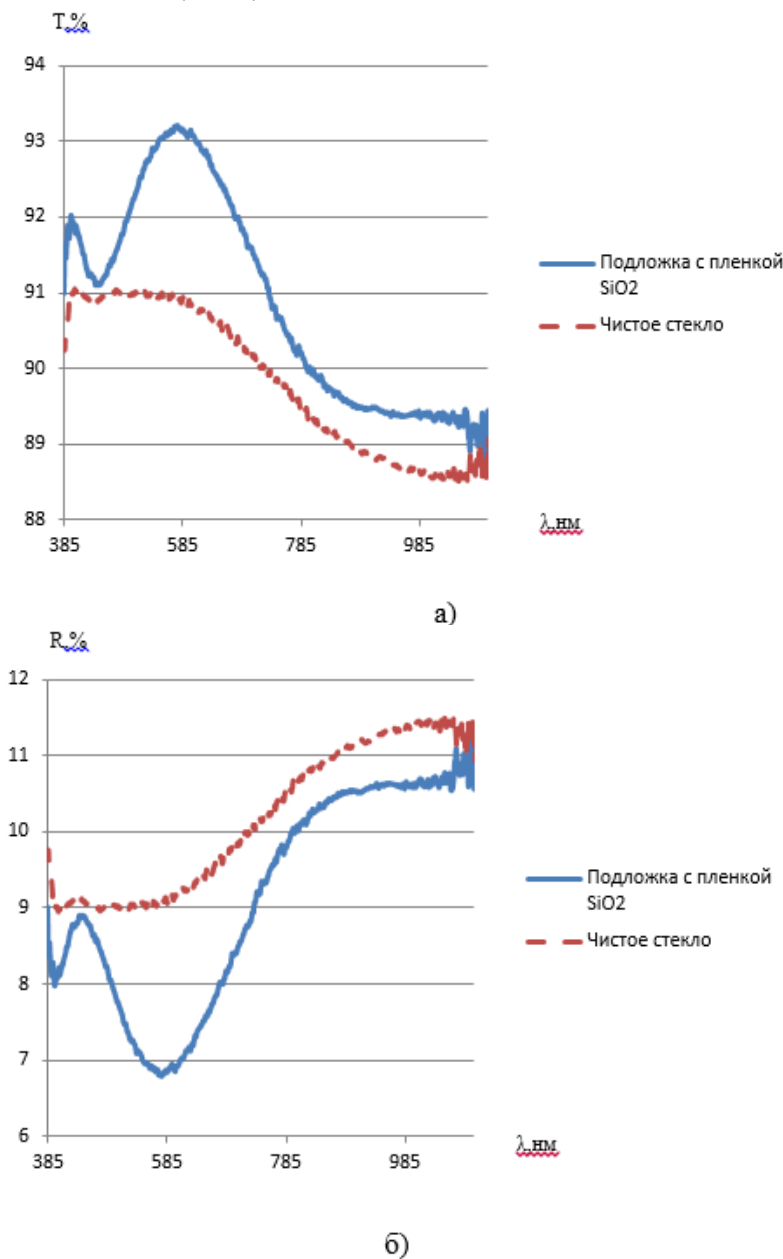 T,%
94
93
92
91
90
89
88
385 585 785 985
λ,нм
Подложка с пленкой
SiO2
Чистое стекло
а)
R,%
12
11
10
9
8
7
6
385 585 785 985
λ,нм
Подложка с пленкой
SiO2
Чистое стекло
б)